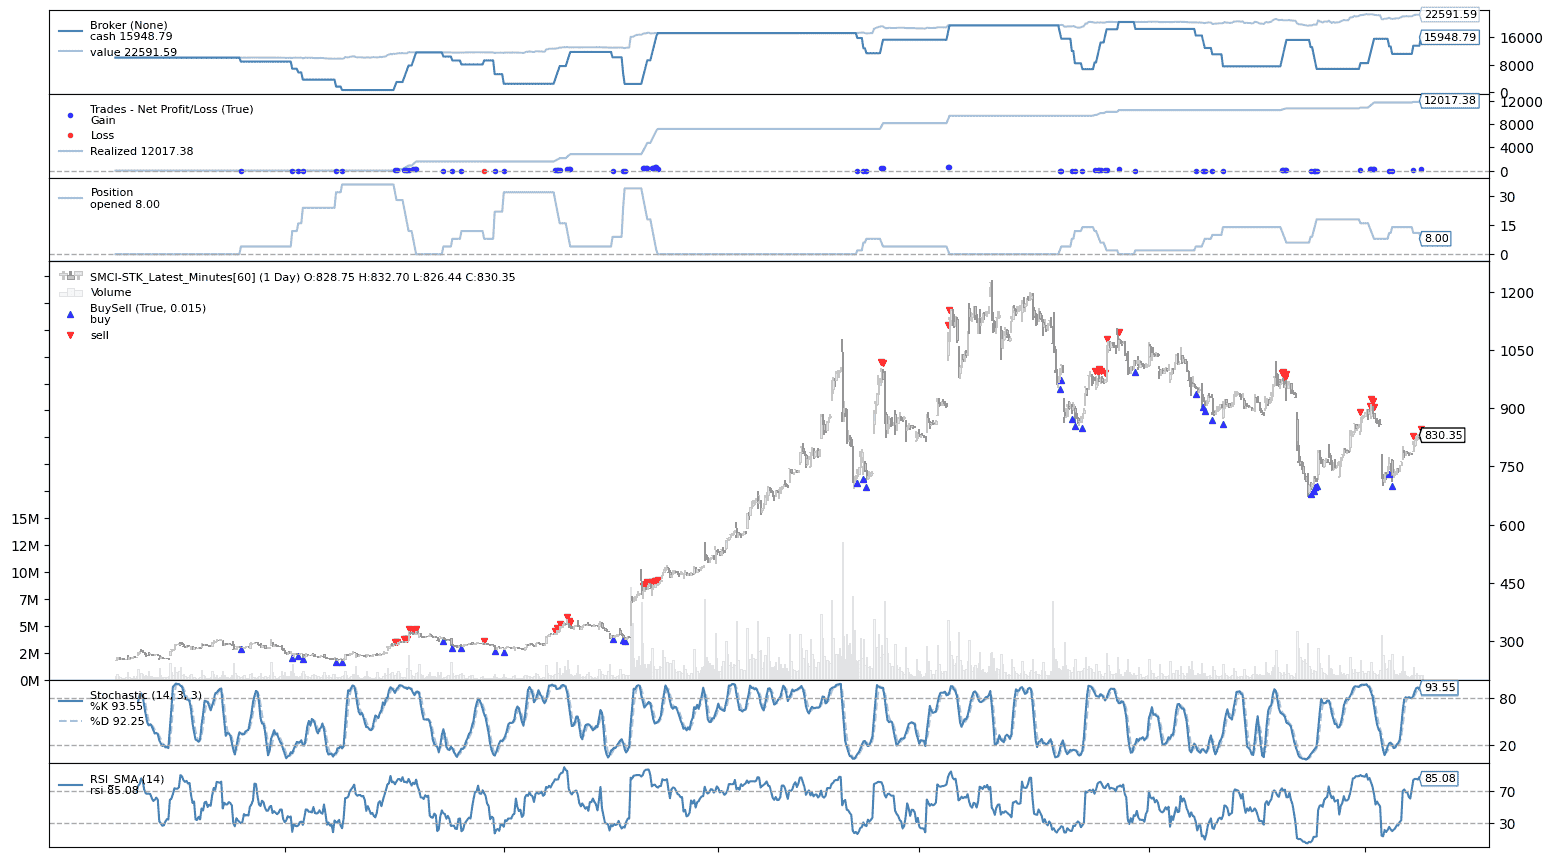 Broker (None)
cash 15948.79
value 22591.59
22591.59
15948.79
16000
8000
0
Trades - Net Profit/Loss (True)
Gain
Loss
Realized 12017.38
12017.38
12000
8000
4000
0
Position
opened 8.00
30
15
8.00
0
SMCI-STK_Latest_Minutes[60] (1 Day) O:828.75 H:832.70 L:826.44 C:830.35
Volume
BuySell (True, 0.015)
buy
sell
1200
1050
900
830.35
750
600
450
300
15M
12M
10M
7M
5M
2M
0M
Stochastic (14, 3, 3)
%K 93.55
%D 92.25
93.55
80
20
RSI_SMA (14)
rsi 85.08
85.08
70
30